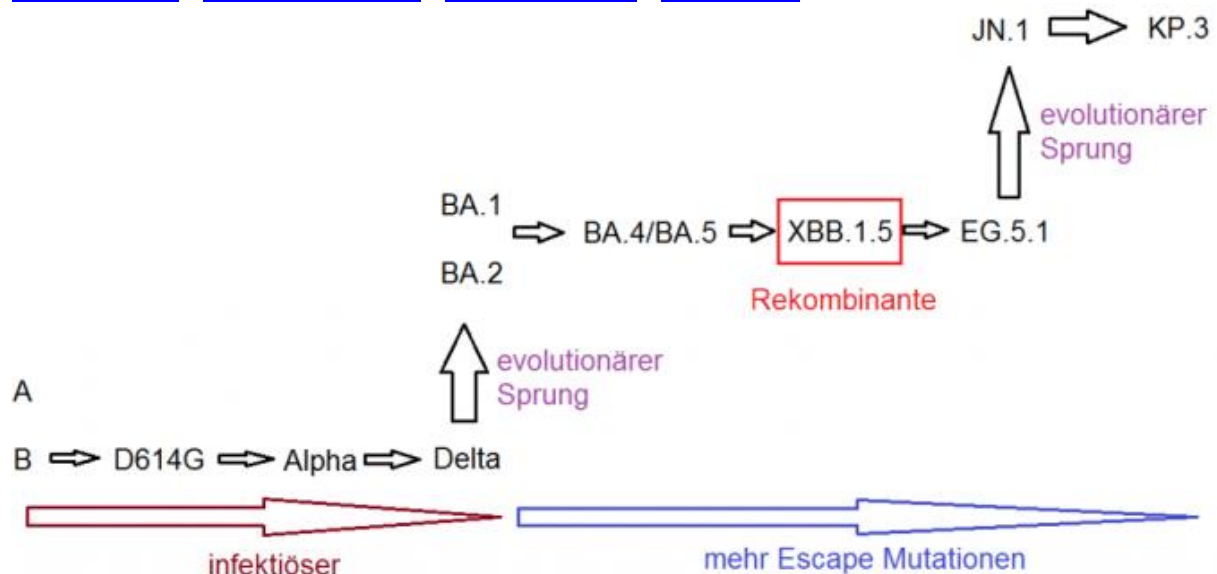 JN.1 KP.3
evolutionärer
Sprung
BA.1
BA.4/BA.5 XBB.1.5 EG.5.1
BA.2
Rekombinante
evolutionärer
Sprung
A
B D614G Alpha Delta
infektiöser
mehr Escape Mutationen